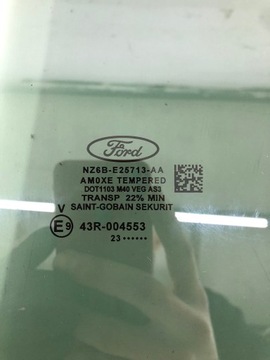 Ford
NZ6B-E25713-AA
AM0XE TEMPERED
DOT1103 M40 VEG AS3
TRANSP 22% MIN
SAINT-GOBAIN SEKURIT
V
E9 43R-004553
23 ······